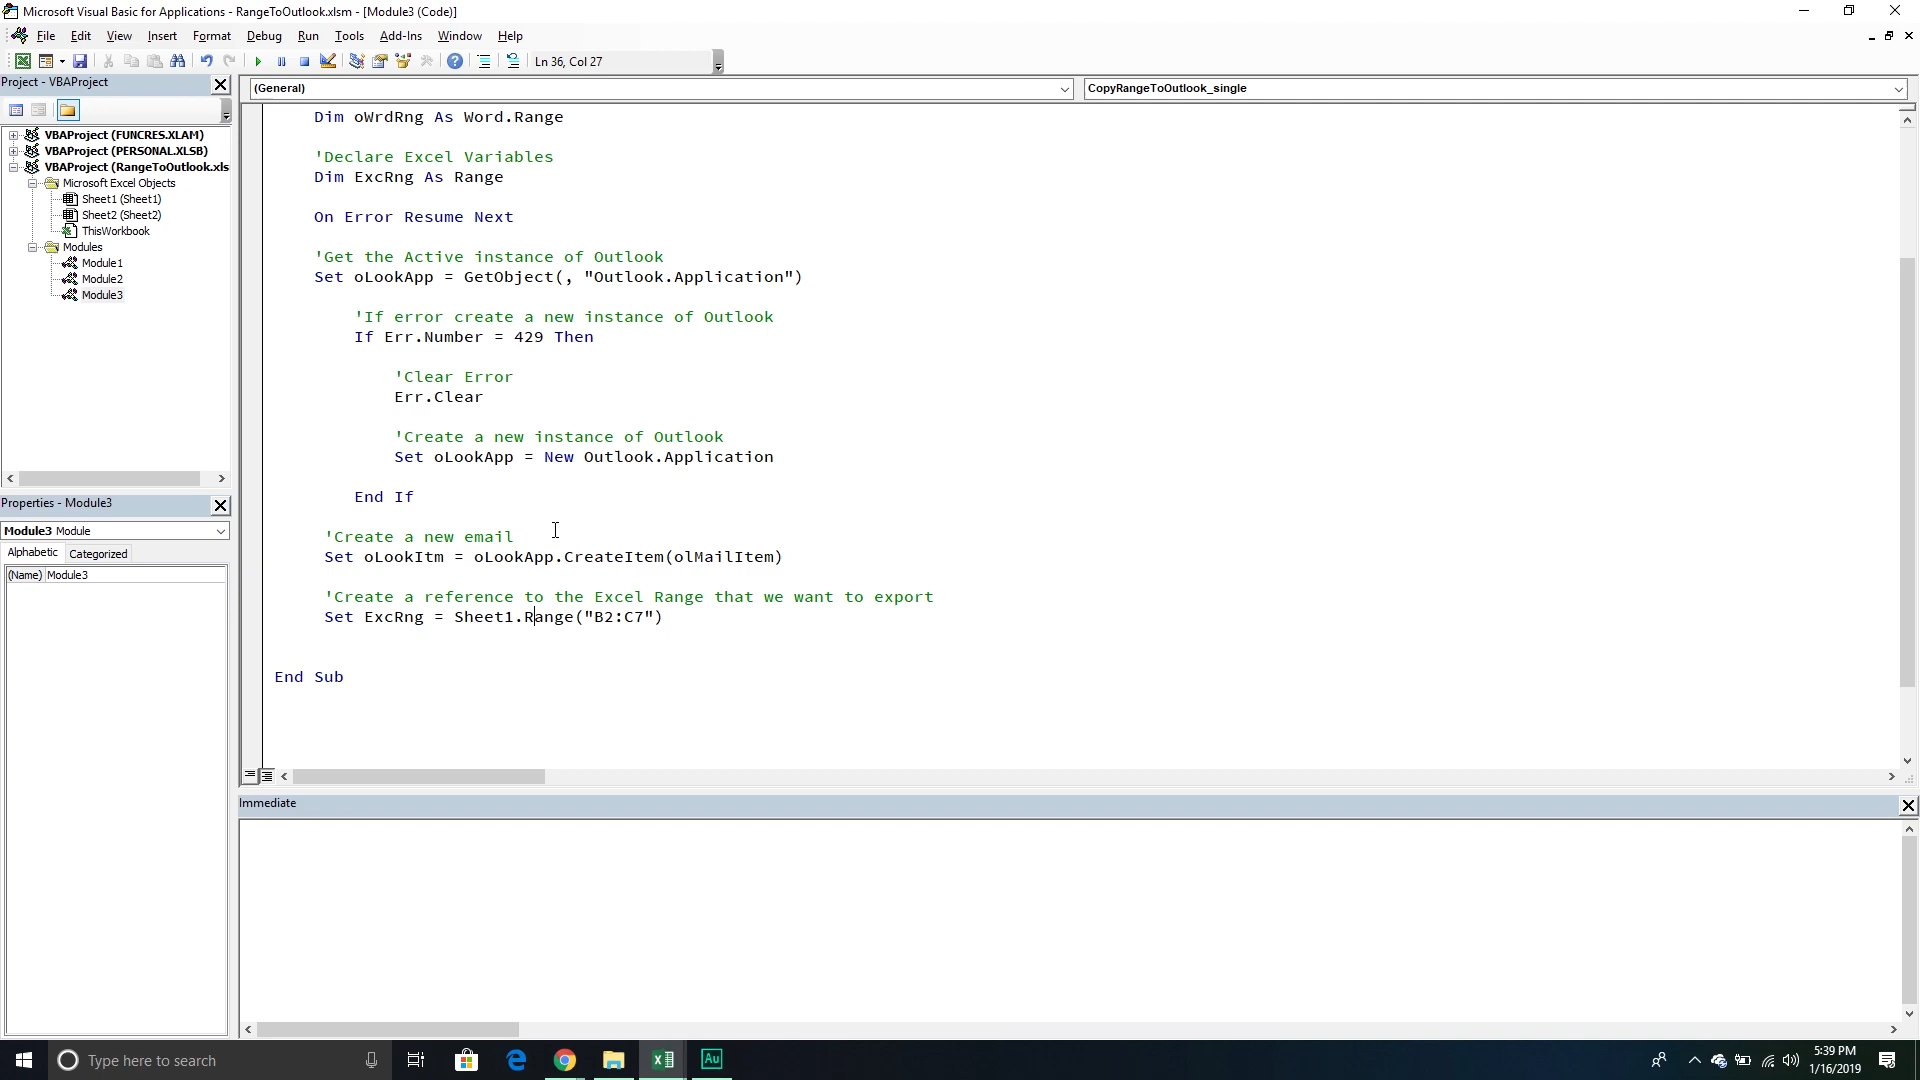 Microsoft Visual Basic for Applications - RangeToOutlook.xlsm - [Module3 (Code)]
File Edit View Insert Format Debug Run Tools Add-Ins Window Help
Ln 36, Col 27
Project - VBAProject
(General)
CopyRangeToOutlook_single
VBAProject (FUNCRES.XLAM)
VBAProject (PERSONAL.XLSB)
VBAProject (RangeToOutlook.xls
Microsoft Excel Objects
Sheet1 (Sheet1)
Sheet2 (Sheet2)
ThisWorkbook
Modules
Module1
Module2
Module3
Properties - Module3
Module3 Module
Alphabetic Categorized
(Name) Module3
Dim oWrdRng As Word.Range
'Declare Excel Variables
Dim ExcRng As Range
On Error Resume Next
'Get the Active instance of Outlook
Set oLookApp = GetObject(, "Outlook.Application")
'If error create a new instance of Outlook
If Err.Number = 429 Then
'Clear Error
Err.Clear
'Create a new instance of Outlook
Set oLookApp = New Outlook.Application
End If
'Create a new email
Set oLookItm = oLookApp.CreateItem(olMailItem)
'Create a reference to the Excel Range that we want to export
Set ExcRng = Sheet1.Range("B2:C7")
End Sub
Immediate
Type here to search
Au
5:39 PM
1/16/2019